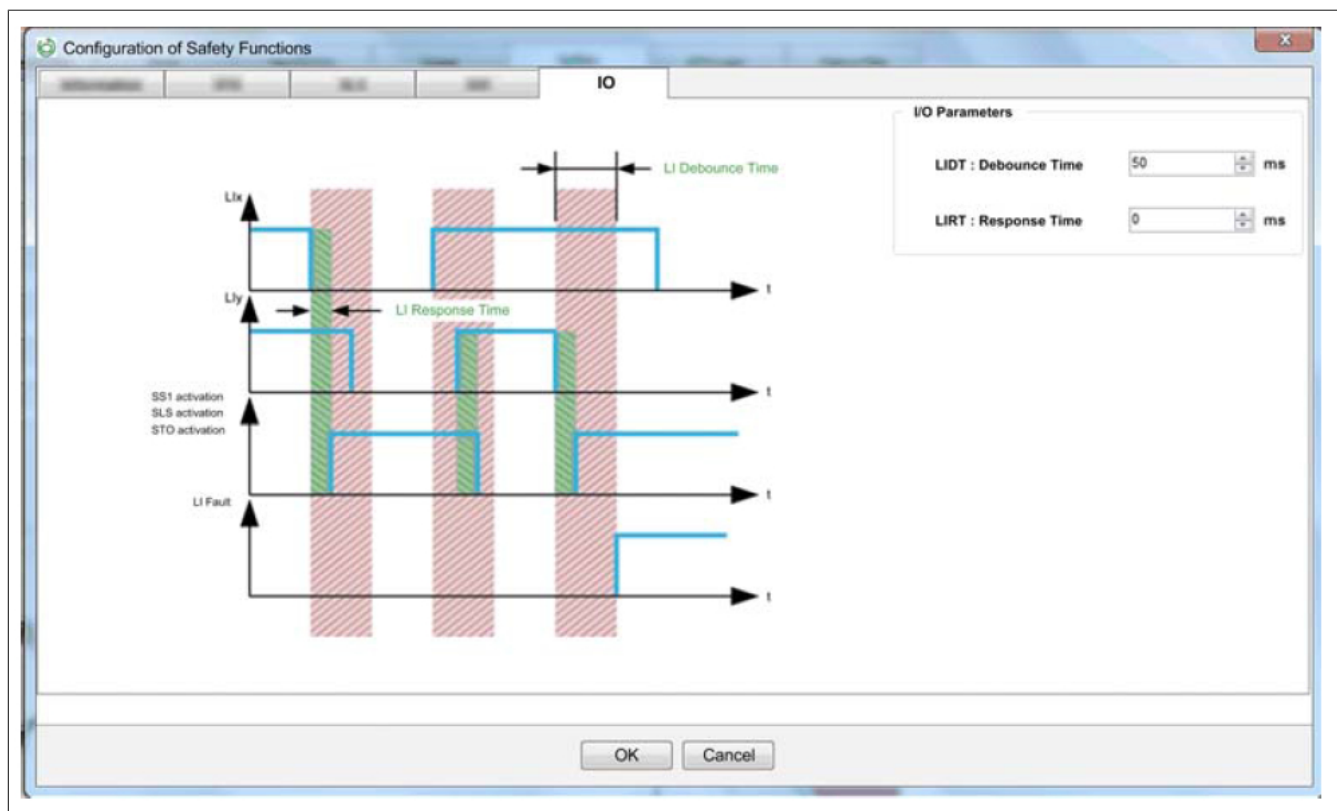 Configuration of Safety Functions
IO
I/O Parameters
LIDT : Debounce Time 50 ms
LIRT : Response Time 0 ms
LI Debounce Time
LIx
t
LIy
LI Response Time
t
SS1 activation
SLS activation
STO activation
t
LI Fault
t
OK Cancel